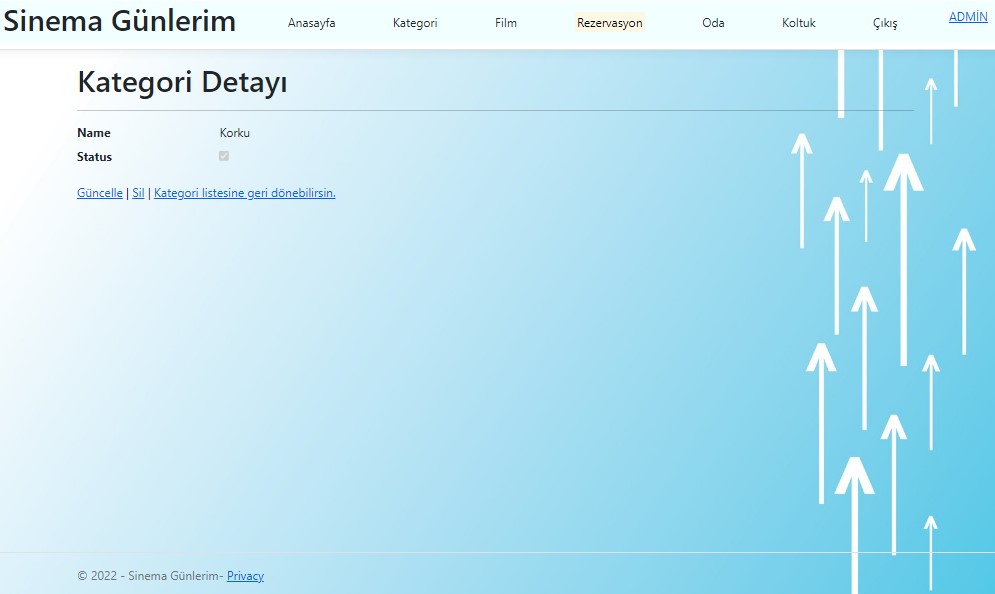 Sinema Günlerim Anasayfa Kategori Film Rezervasyon Oda Koltuk Çıkış ADMİN
Kategori Detayı
Name Korku
Status
Güncelle | Sil | Kategori listesine geri dönebilirsin.
© 2022 - Sinema Günlerim- Privacy